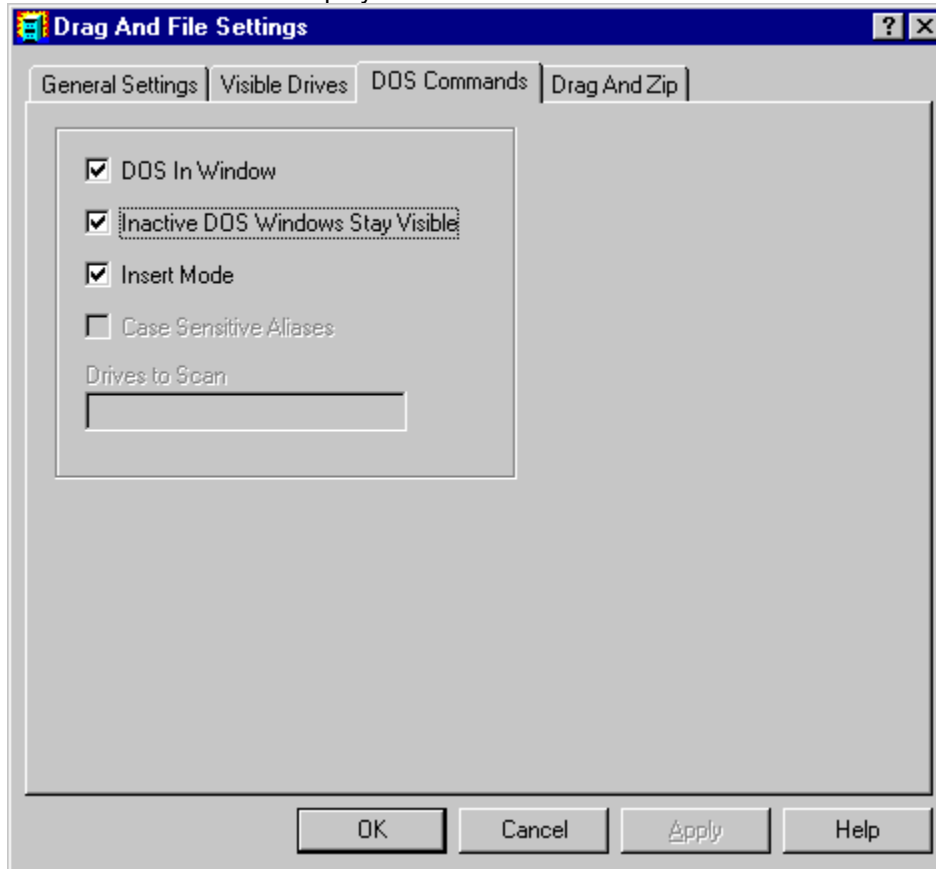 Drag And File Settings
General Settings Visible Drives DOS Commands Drag And Zip
DOS In Window
Inactive DOS Windows Stay Visible
Insert Mode
Case Sensitive Aliases
Drives to Scan
OK Cancel Apply Help